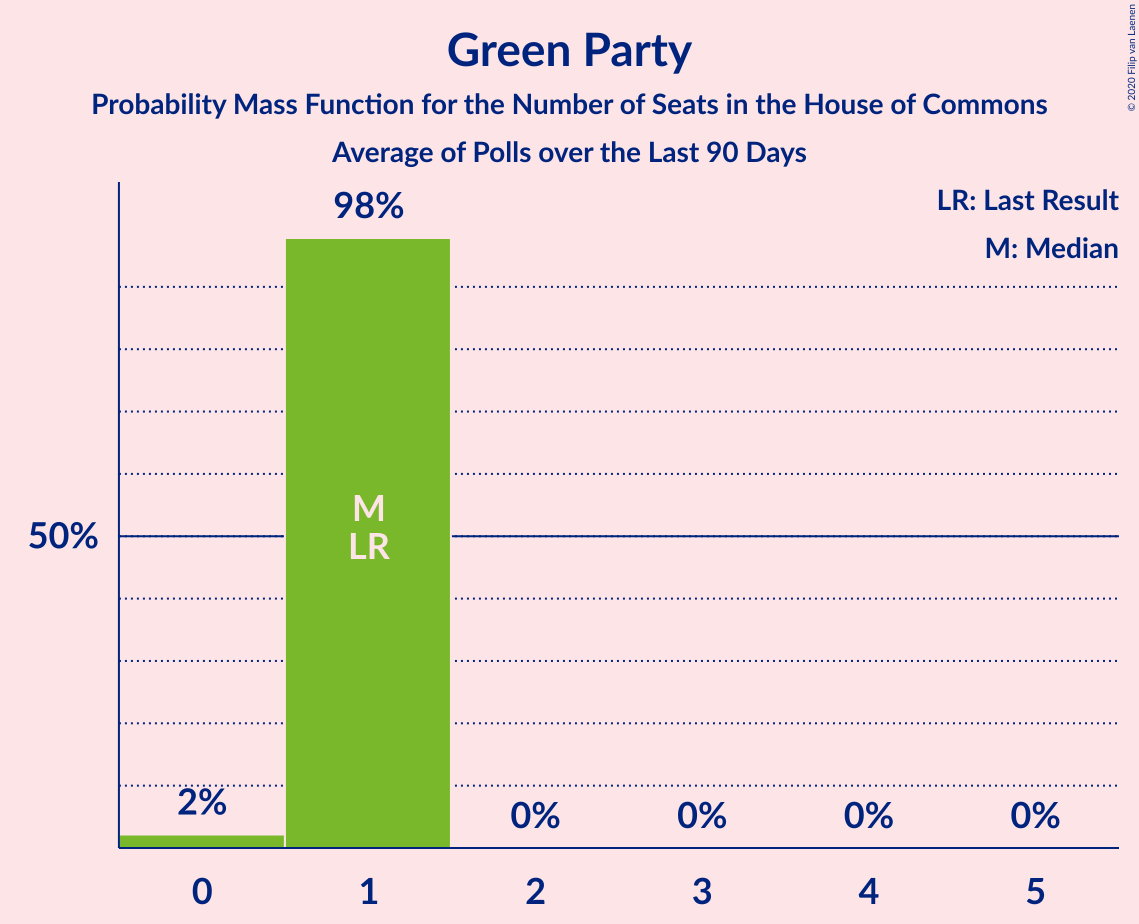 Green Party
Probability Mass Function for the Number of Seats in the House of Commons
Average of Polls over the Last 90 Days
© 2020 Filip van Laenen
LR: Last Result
M: Median
98%
M
LR
50%
2%
0%
0%
0%
0%
0
1
2
3
4
5